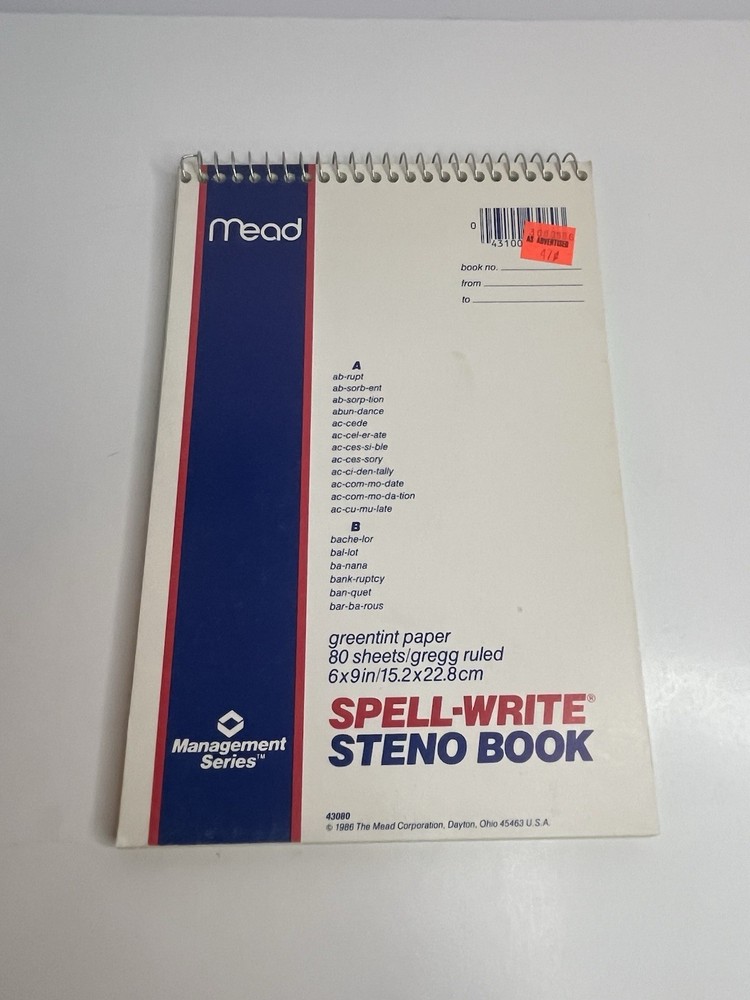 mead
0
43100
AS ADVERTISED
47¢
book no.
from
to
A
ab-rupt
ab-sorb-ent
ab-sorp-tion
abun-dance
ac-cede
ac-cel-er-ate
ac-ces-si-ble
ac-ces-sory
ac-ci-den-tally
ac-com-mo-date
ac-com-mo-da-tion
ac-cu-mu-late
B
bache-lor
bal-lot
ba-nana
bank-ruptcy
ban-quet
bar-ba-rous
greentint paper
80 sheets/gregg ruled
6x9in/15.2x22.8cm
SPELL-WRITE®
STENO BOOK
Management
Series™
43080
© 1986 The Mead Corporation, Dayton, Ohio 45463 U.S.A.